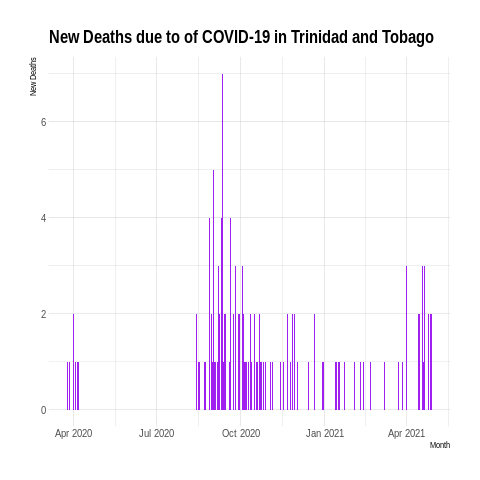 New Deaths due to of COVID-19 in Trinidad and Tobago
New Deaths
6
4
2
0
Apr 2020 Jul 2020 Oct 2020 Jan 2021 Apr 2021
Month